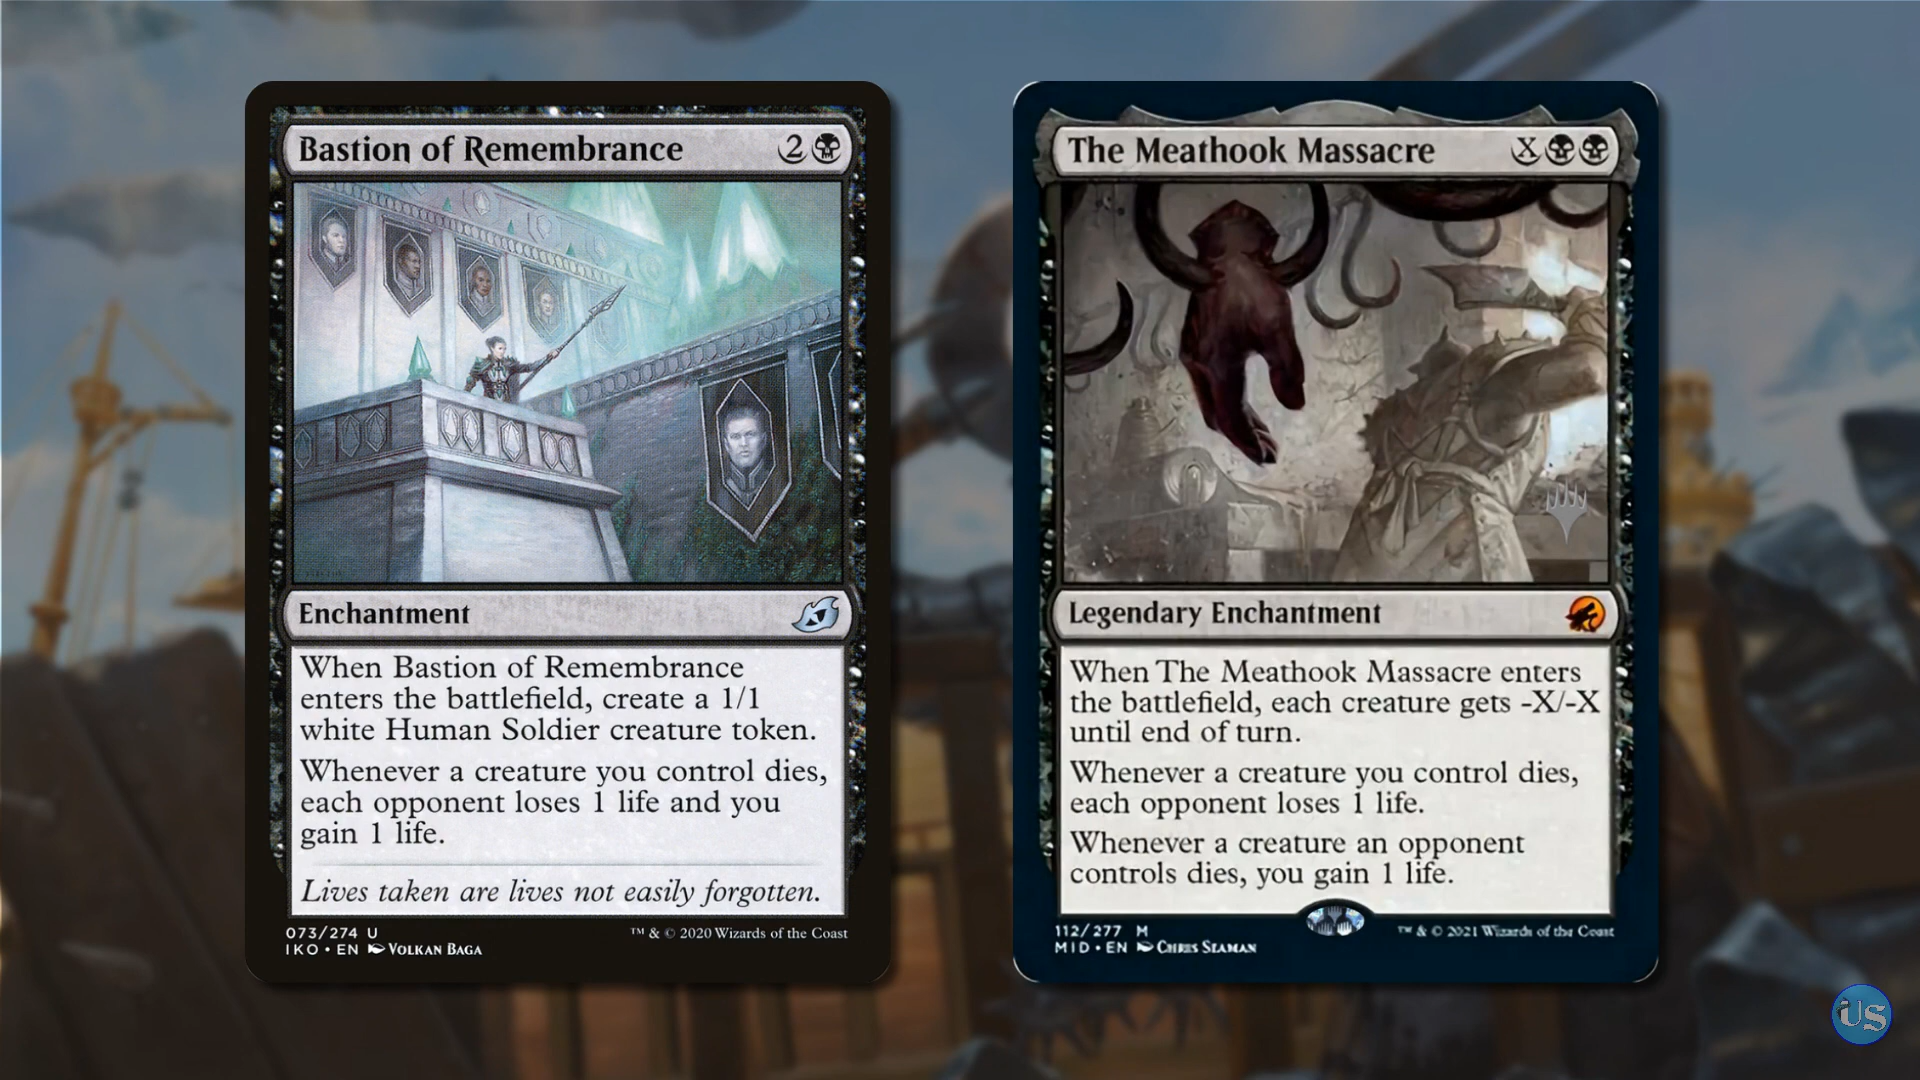 Bastion of Remembrance 2
Enchantment
When Bastion of Remembrance
enters the battlefield, create a 1/1
white Human Soldier creature token.
Whenever a creature you control dies,
each opponent loses 1 life and you
gain 1 life.
Lives taken are lives not easily forgotten.
073/274 U
IKO • EN VOLKAN BAGA
™ & © 2020 Wizards of the Coast
The Meathook Massacre X
Legendary Enchantment
When The Meathook Massacre enters
the battlefield, each creature gets -X/-X
until end of turn.
Whenever a creature you control dies,
each opponent loses 1 life.
Whenever a creature an opponent
controls dies, you gain 1 life.
112/277 M
MID • EN CHRIS SEAMAN
™ & © 2021 Wizards of the Coast
US